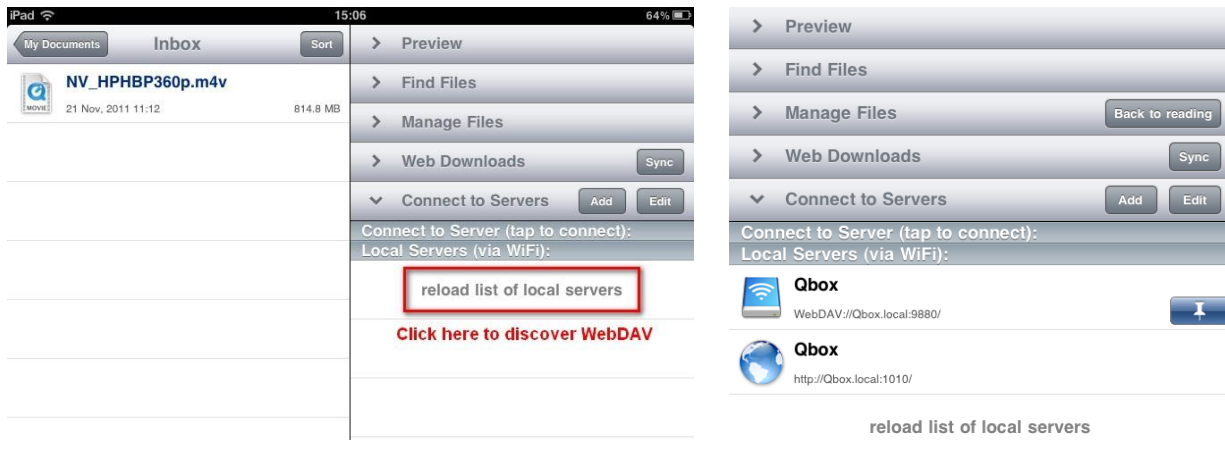 iPad 15:06 64%
My Documents Inbox Sort
NV_HPHBP360p.m4v
MOVIE 21 Nov, 2011 11:12 814.8 MB
Preview
Find Files
Manage Files
Web Downloads Sync
Connect to Servers Add Edit
Connect to Server (tap to connect):
Local Servers (via WiFi):
reload list of local servers
Click here to discover WebDAV
Preview
Find Files
Manage Files Back to reading
Web Downloads Sync
Connect to Servers Add Edit
Connect to Server (tap to connect):
Local Servers (via WiFi):
Qbox
WebDAV://Qbox.local:9880/
Qbox
http://Qbox.local:1010/
reload list of local servers